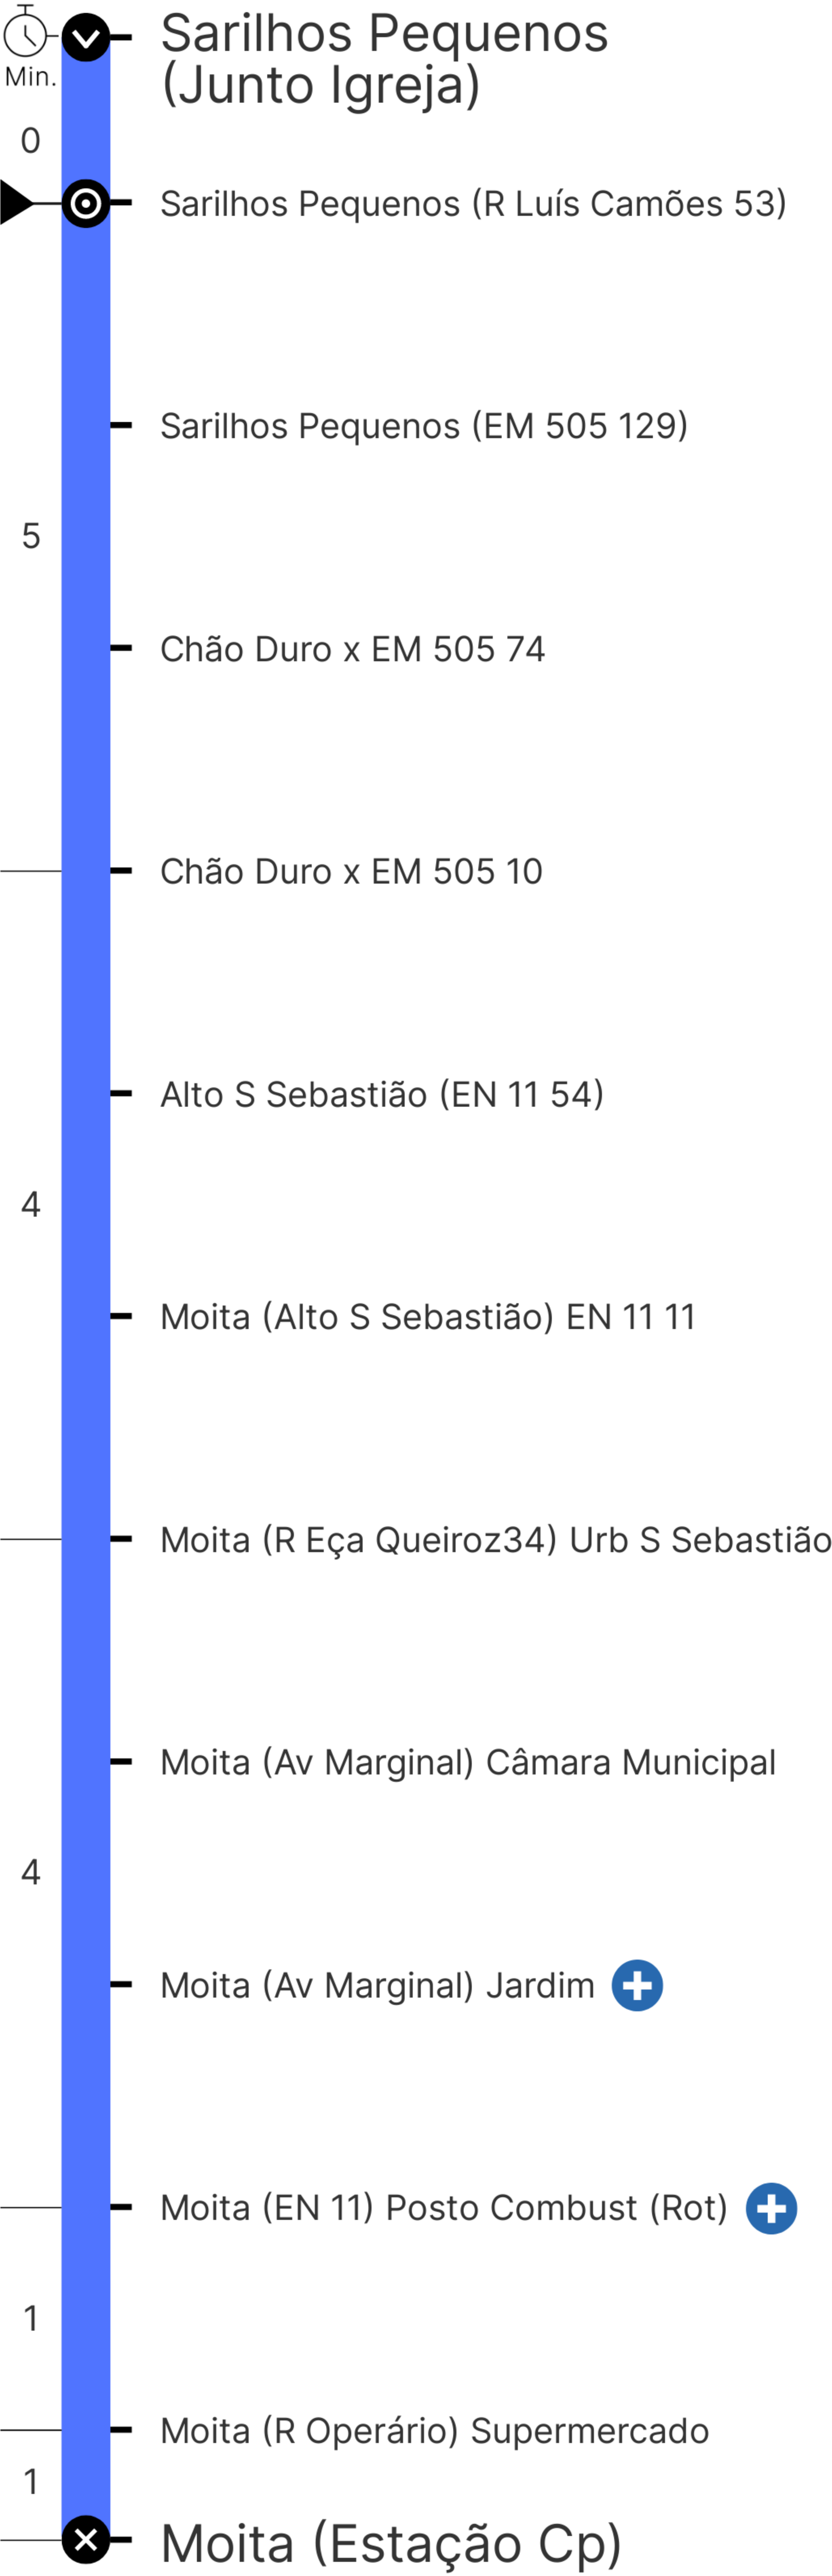 Sarilhos Pequenos
(Junto Igreja)
Min.
0
Sarilhos Pequenos (R Luís Camões 53)
Sarilhos Pequenos (EM 505 129)
5
Chão Duro x EM 505 74
Chão Duro x EM 505 10
Alto S Sebastião (EN 11 54)
4
Moita (Alto S Sebastião) EN 11 11
Moita (R Eça Queiroz34) Urb S Sebastião
Moita (Av Marginal) Câmara Municipal
4
Moita (Av Marginal) Jardim
Moita (EN 11) Posto Combust (Rot)
1
Moita (R Operário) Supermercado
1
Moita (Estação Cp)